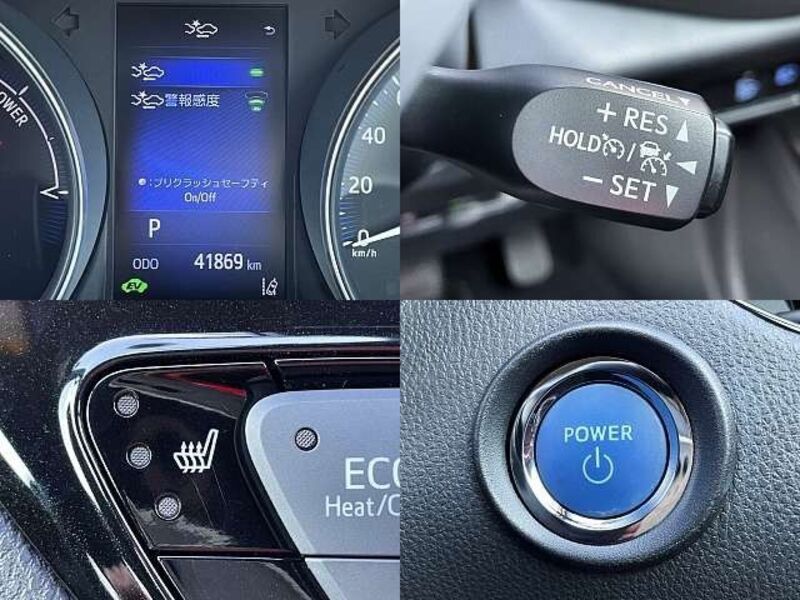 POWER
警報感度
●:プリクラッシュセーフティ
On/Off
P
ODO 41869 km
EV
40
20
0
km/h
CANCEL▼
+ RES ▲
HOLD / ◀
− SET ▼
ECO
Heat/C
POWER